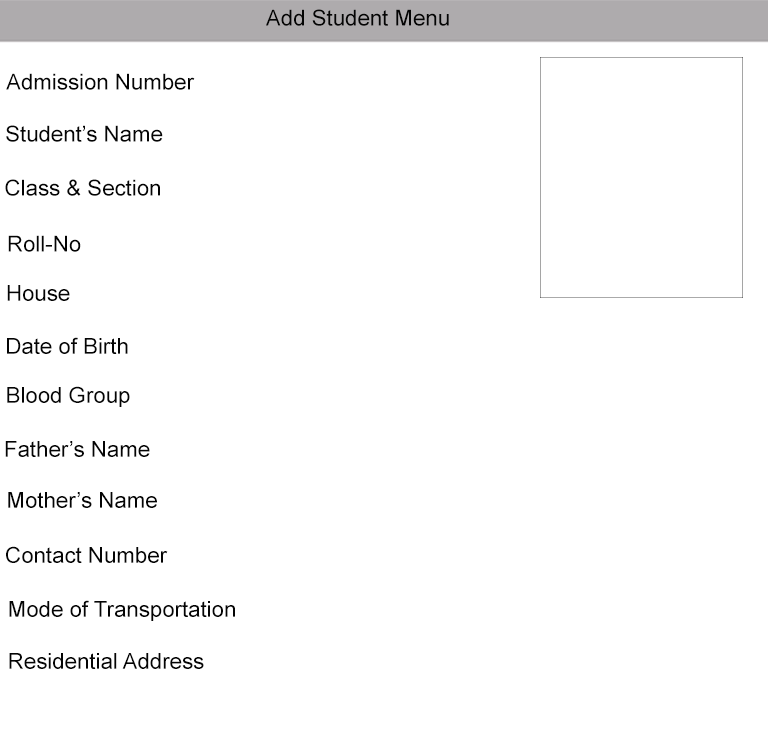 Add Student Menu
Admission Number
Student’s Name
Class & Section
Roll-No
House
Date of Birth
Blood Group
Father’s Name
Mother’s Name
Contact Number
Mode of Transportation
Residential Address